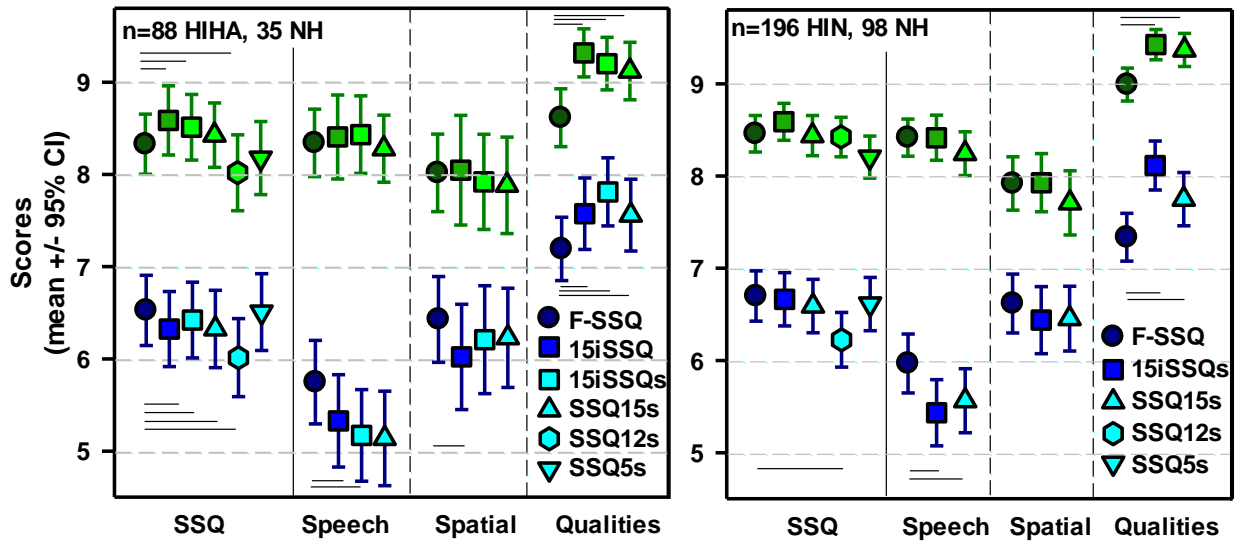 Scores
(mean +/- 95% CI)
n=88 HIHA, 35 NH
9
8
7
6
5
F-SSQ
15iSSQ
15iSSQs
SSQ15s
SSQ12s
SSQ5s
SSQ
Speech
Spatial
Qualities
n=196 HIN, 98 NH
9
8
7
6
5
F-SSQ
15iSSQs
SSQ15s
SSQ12s
SSQ5s
SSQ
Speech
Spatial
Qualities